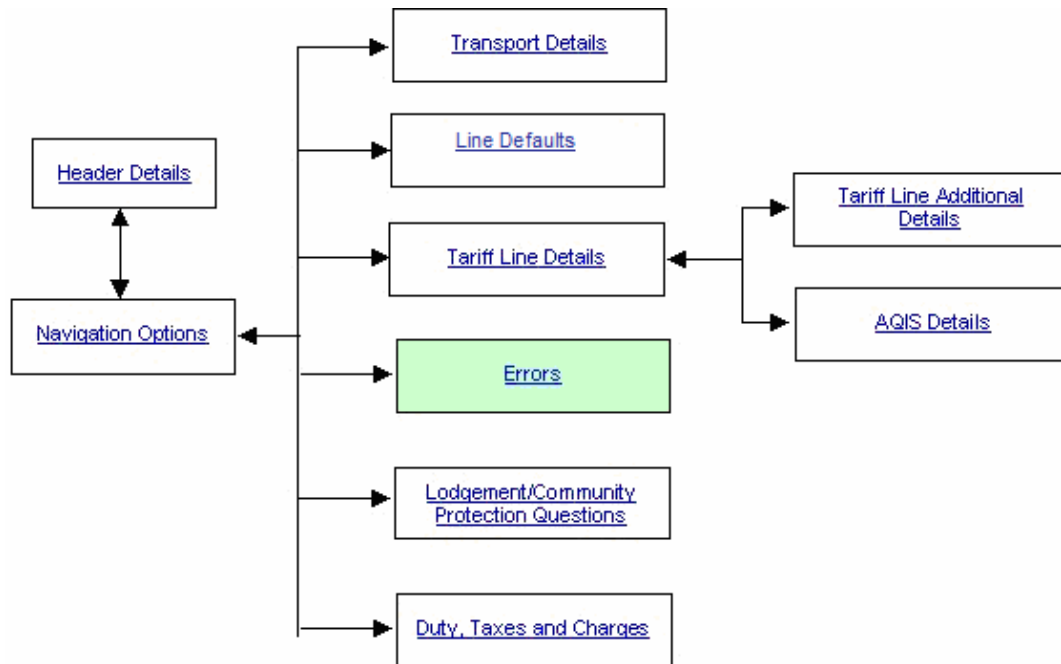 Transport Details
Line Defaults
Header Details
Tariff Line Additional
Details
Tariff Line Details
AQIS Details
Navigation Options
Errors
Lodgement/Community
Protection Questions
Duty, Taxes and Charges